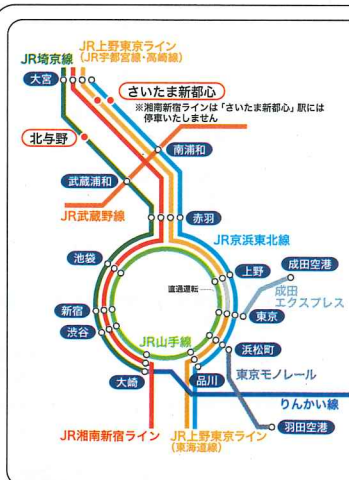 JR上野東京ライン
(JR宇都宮線・高崎線)
JR埼京線
大宮
さいたま新都心
※湘南新宿ラインは「さいたま新都心」駅には
停車いたしません
北与野
南浦和
武蔵浦和
JR武蔵野線
赤羽
JR京浜東北線
池袋
上野
成田空港
直通運転
成田
エクスプレス
新宿
東京
渋谷
JR山手線
浜松町
大崎
品川
東京モノレール
りんかい線
JR湘南新宿ライン
JR上野東京ライン
(東海道線)
羽田空港